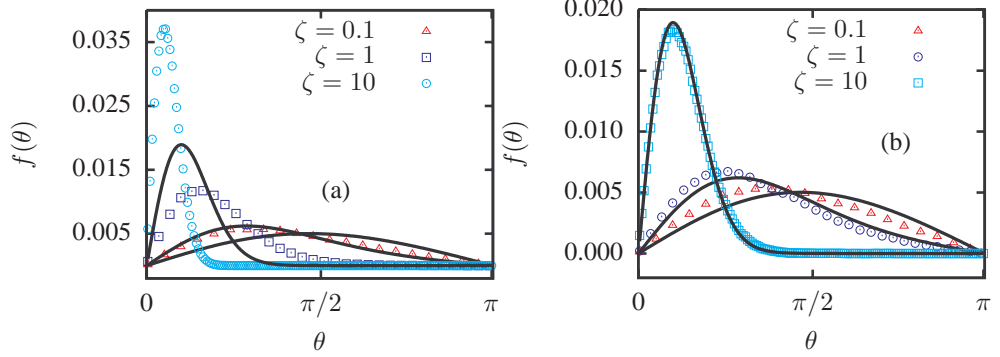 0.035
0.025
0.015
0.005
f(θ)
ζ = 0.1
ζ = 1
ζ = 10
(a)
0 π/2 π
θ
0.020
0.015
0.010
0.005
0.000
f(θ)
ζ = 0.1
ζ = 1
ζ = 10
(b)
0 π/2 π
θ